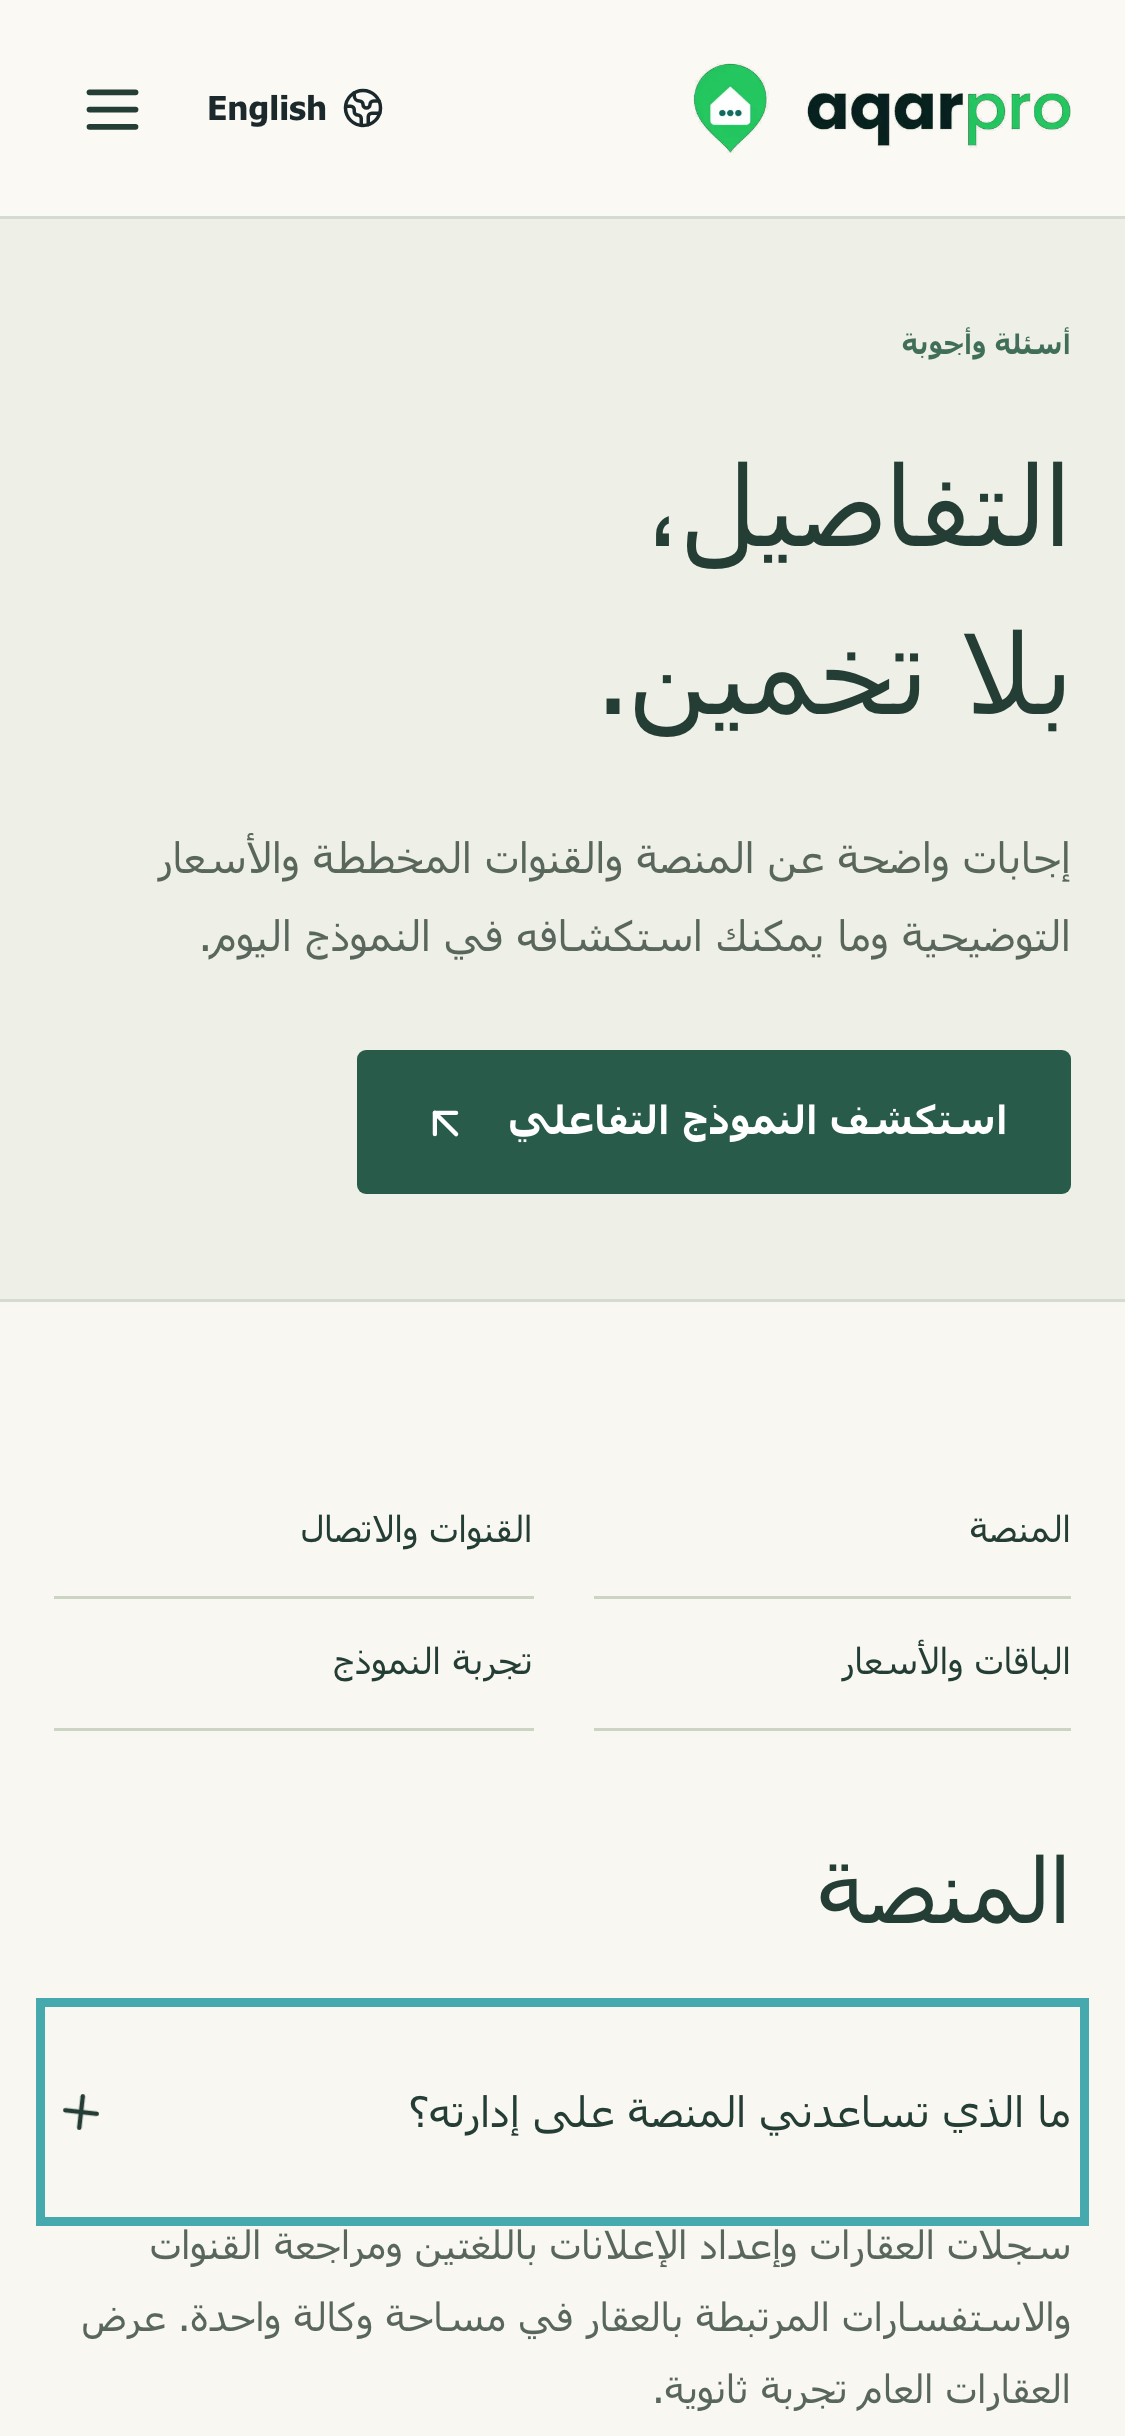 aqarpro
English
أسئلة وأجوبة
التفاصيل،
بلا تخمين.
إجابات واضحة عن المنصة والقنوات المخططة والأسعار
التوضيحية وما يمكنك استكشافه في النموذج اليوم.
استكشف النموذج التفاعلي
المنصة
القنوات والاتصال
الباقات والأسعار
تجربة النموذج
المنصة
ما الذي تساعدني المنصة على إدارته؟
سجلات العقارات وإعداد الإعلانات باللغتين ومراجعة القنوات
والاستفسارات المرتبطة بالعقار في مساحة وكالة واحدة. عرض
العقارات العام تجربة ثانوية.